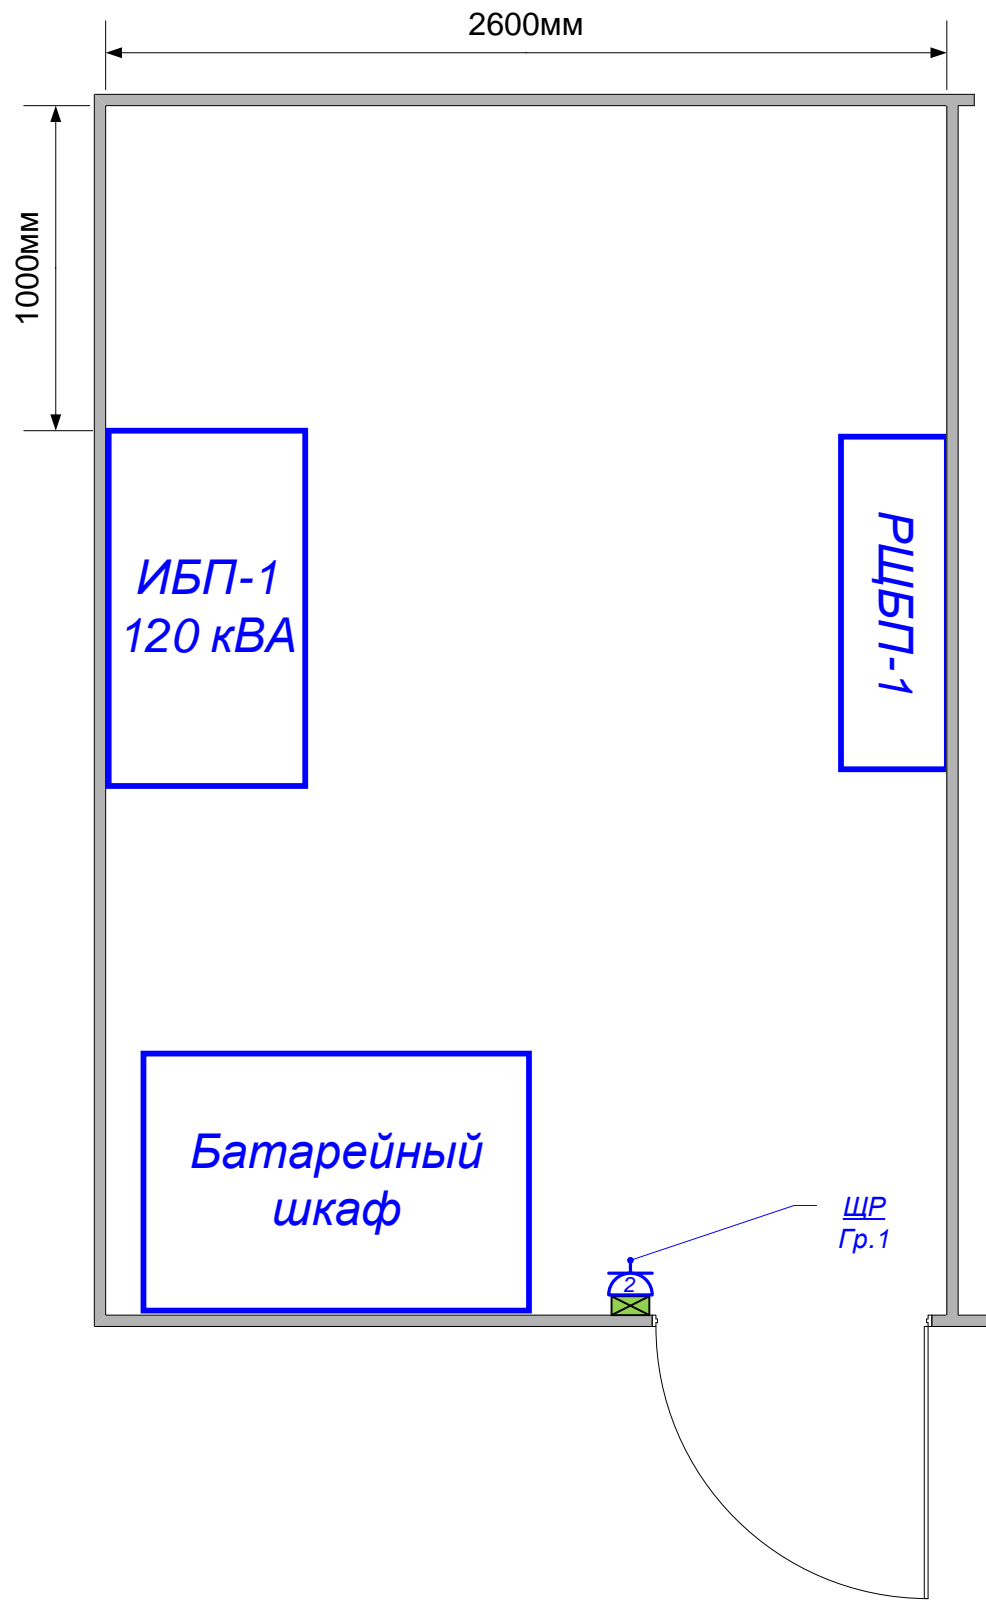 2600мм
1000мм
ИБП-1
120 кВА
РЩБП-1
Батарейный
шкаф
ЩР
Гр.1
2